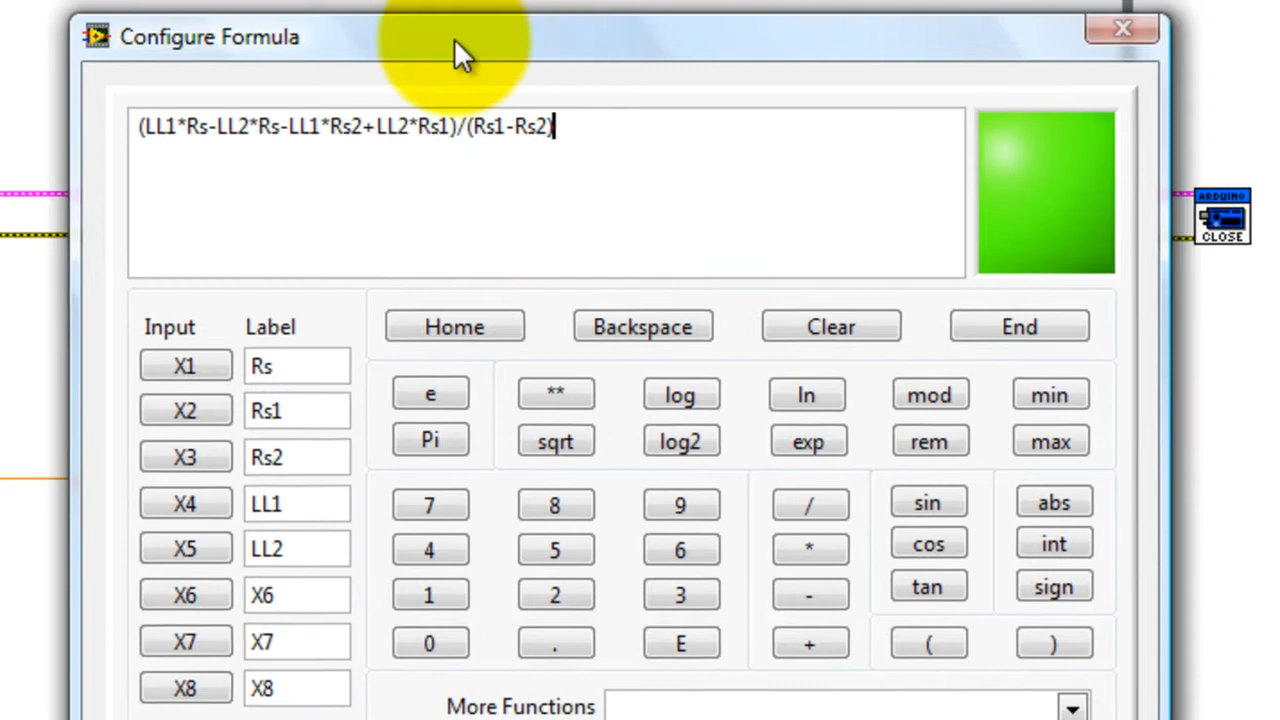 Configure Formula
(LL1*Rs-LL2*Rs-LL1*Rs2+LL2*Rs1)/(Rs1-Rs2)
ARDUINO
CLOSE
Input Label
Home Backspace Clear End
X1 Rs
X2 Rs1
X3 Rs2
X4 LL1
X5 LL2
X6 X6
X7 X7
X8 X8
e ** log ln mod min
Pi sqrt log2 exp rem max
7 8 9 / sin abs
4 5 6 * cos int
1 2 3 - tan sign
0 . E + ( )
More Functions